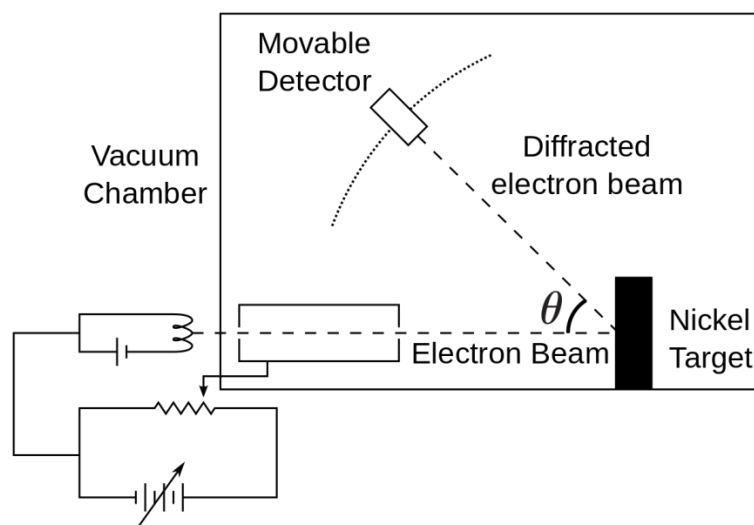 Movable
Detector
Vacuum
Chamber
Diffracted
electron beam
θ
Electron Beam
Nickel
Target